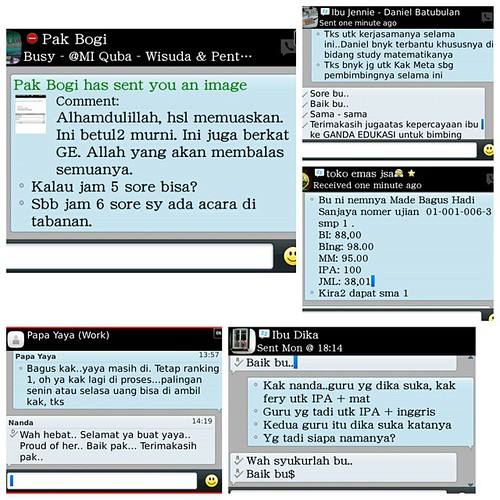 Pak Bogi
Busy - @MI Quba - Wisuda & Pent···
Pak Bogi has sent you an image
Comment:
Alhamdulillah, hsl memuaskan.
Ini betul2 murni. Ini juga berkat
GE. Allah yang akan membalas
semuanya.
Kalau jam 5 sore bisa?
Sbb jam 6 sore sy ada acara di
tabanan.
Ibu Jennie - Daniel Batubulan
Sent one minute ago
Tks utk kerjasamanya selama
ini..Daniel bnyk terbantu khususnya di
bidang study Matematika
Tks bnyk jg utk Kak Meta sbg
pembimbingnya selama ini
Sore bu..
Baik bu..
Sama - sama
Terimakasih jugaatas kepercayaan ibu
ke GANDA EDUKASI untuk bimbing
toko emas jsa
Received one minute ago
Bu ni nemnya Made Bagus Hadi
Sanjaya nomer ujian 01-001-006-3
smp 1 .
BI: 88,00
BIng: 98.00
MM: 95.00
IPA: 100
JML: 38,01
Kira2 dapat sma 1
Papa Yaya (Work)
Papa Yaya 13:57
Bagus kak..yaya masih di. Tetap ranking
1, oh ya kak lagi di proses...palingan
senin atau selasa uang bisa di ambil
kak, tks
Nanda 14:19
Wah hebat.. Selamat ya buat yaya..
Proud of her.. Baik pak... Terimakasih
pak..
Ibu Dika
Sent Mon @ 18:14
Baik bu..
Kak nanda..guru yg dika suka, kak
fery utk IPA + mat
Guru yg tadi utk IPA + inggris
Kedua guru itu dika suka katanya
Yg tadi siapa namanya?
Wah syukurlah bu..
Baik bu$